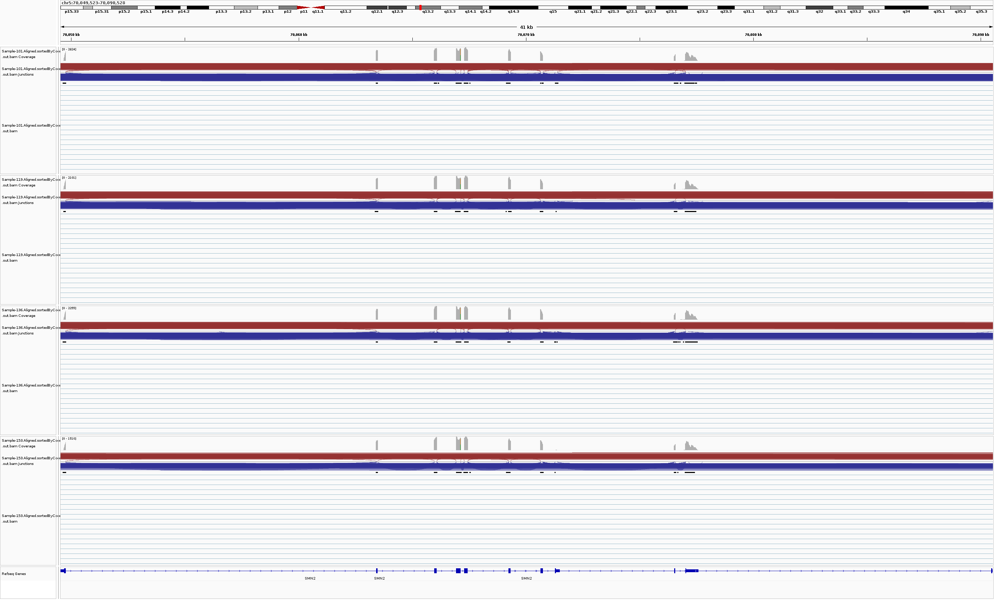 chr5:70,049,523-70,090,528
p15.33 p15.31 p15.2 p15.1 p14.3 p14.2 p13.3 p13.2 p13.1 p12 p11 q11.1 q11.2 q12.1 q12.3 q13.2 q13.3 q14.1 q14.2 q14.3 q15 q21.1 q21.2 q21.3 q22.1 q22.3 q23.1 q23.2 q23.3 q31.1 q31.2 q31.3 q32 q33.1 q33.2 q33.3 q34 q35.1 q35.2 q35.3
41 kb
70,050 kb 70,060 kb 70,070 kb 70,080 kb 70,090 kb
[0 - 2824]
Sample-101.Aligned.sortedByCoo
.out.bam Coverage
Sample-101.Aligned.sortedByCoo
.out.bam Junctions
Sample-101.Aligned.sortedByCoo
.out.bam
[0 - 2101]
Sample-119.Aligned.sortedByCoo
.out.bam Coverage
Sample-119.Aligned.sortedByCoo
.out.bam Junctions
Sample-119.Aligned.sortedByCoo
.out.bam
[0 - 2255]
Sample-136.Aligned.sortedByCoo
.out.bam Coverage
Sample-136.Aligned.sortedByCoo
.out.bam Junctions
Sample-136.Aligned.sortedByCoo
.out.bam
[0 - 1510]
Sample-153.Aligned.sortedByCoo
.out.bam Coverage
Sample-153.Aligned.sortedByCoo
.out.bam Junctions
Sample-153.Aligned.sortedByCoo
.out.bam
Refseq Genes
SMN2 SMN2 SMN2